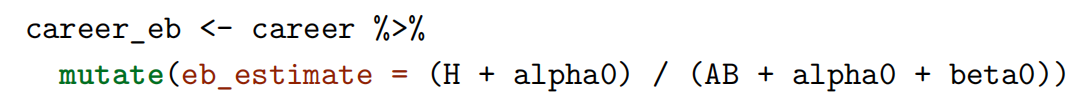 career_eb <- career %>%
mutate(eb_estimate = (H + alpha0) / (AB + alpha0 + beta0))